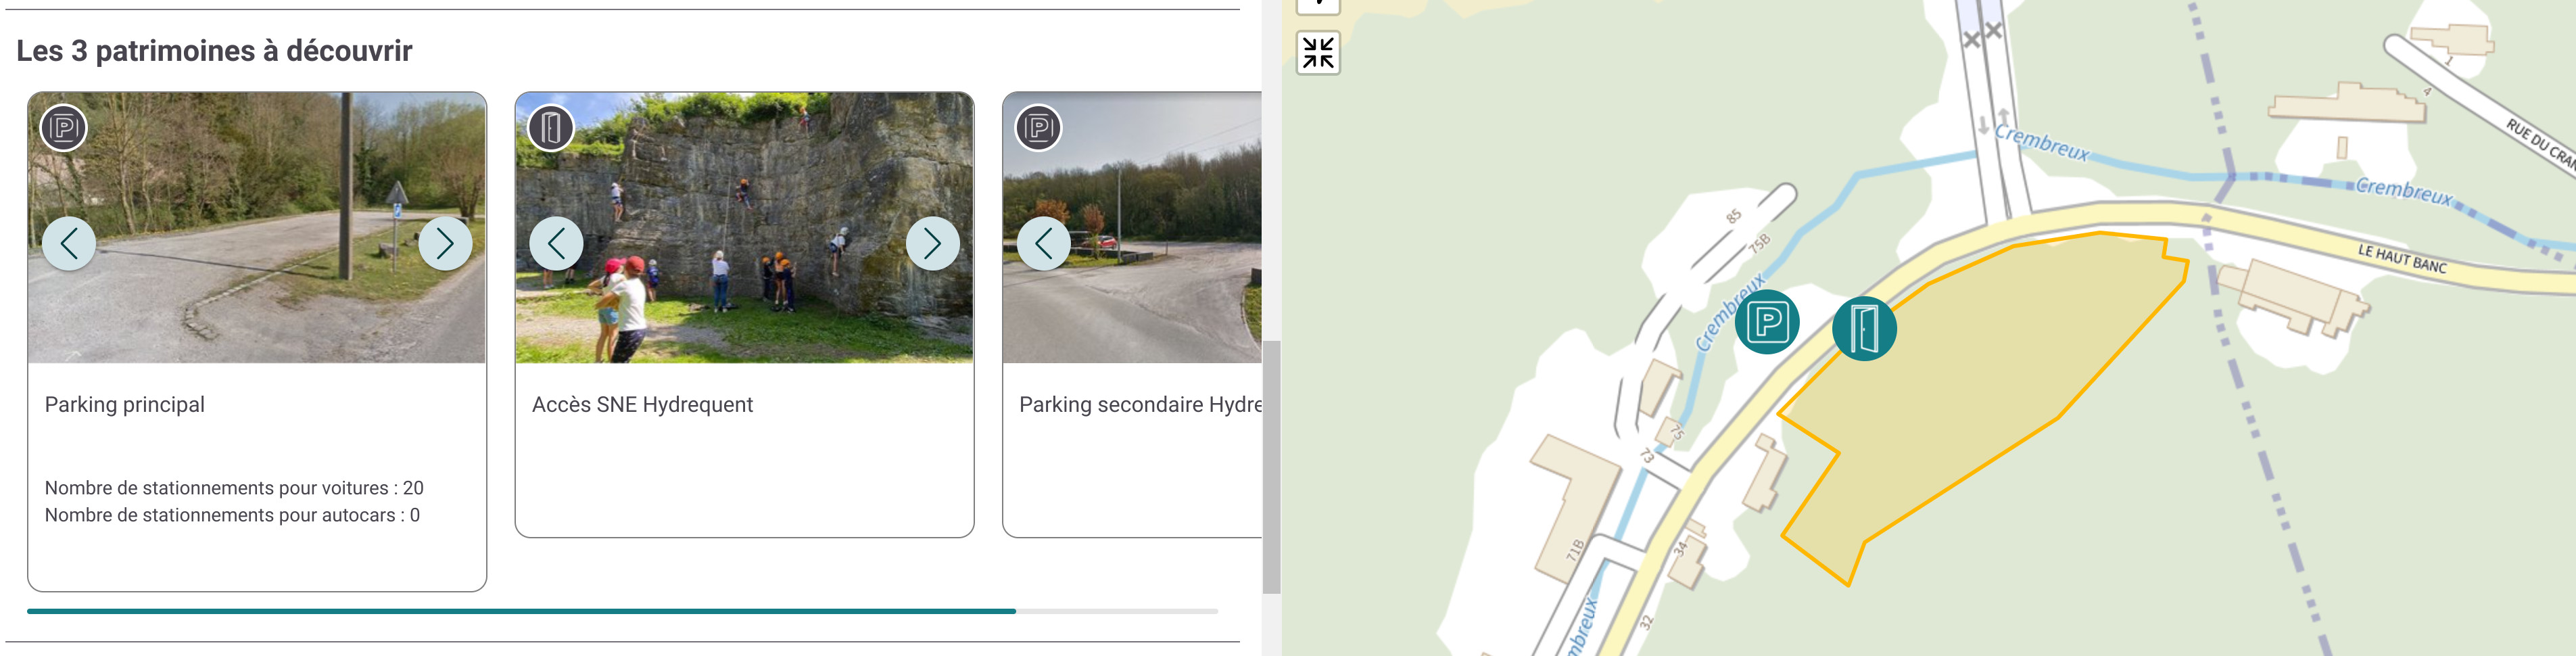 Les 3 patrimoines à découvrir
P
P
Parking principal
Nombre de stationnements pour voitures : 20
Nombre de stationnements pour autocars : 0
Accès SNE Hydrequent
Parking secondaire Hydre
Crembreux
Crembreux
Crembreux
LE HAUT BANC
RUE DU CRAN
1
4
85
75B
P
75
73
71B
34
32
mbreux